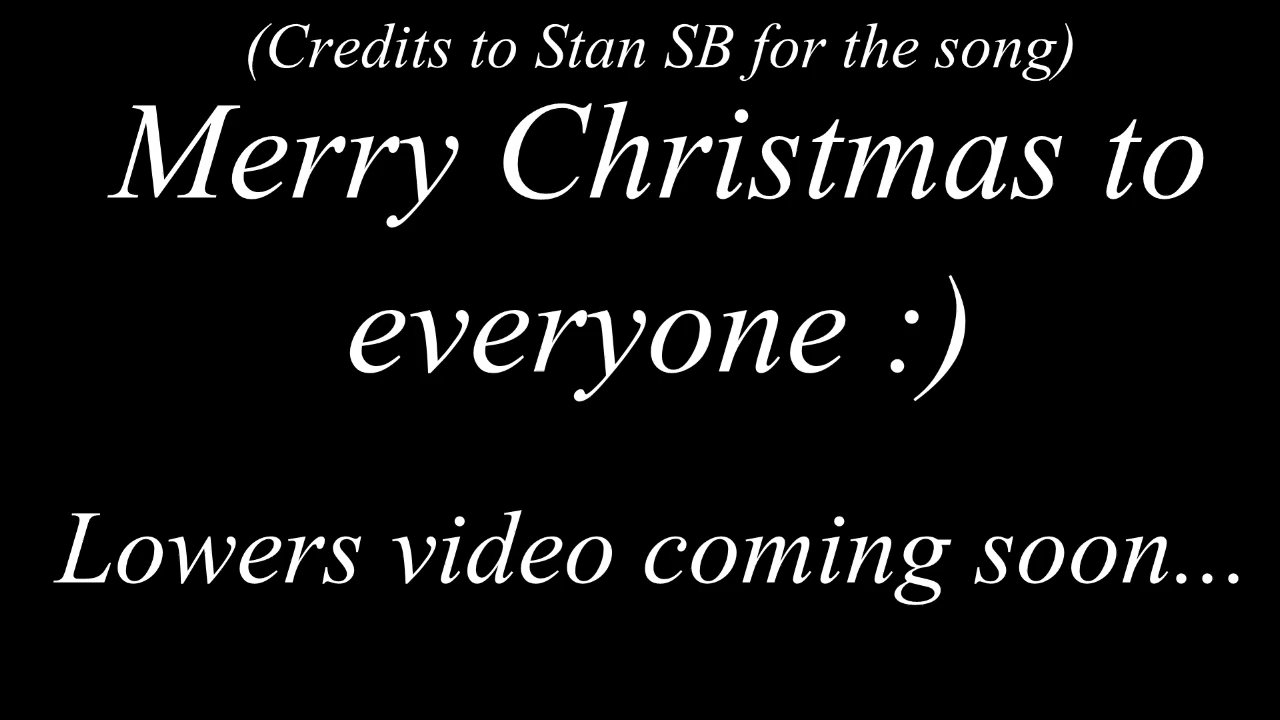 (Credits to Stan SB for the song)
Merry Christmas to
everyone :)
Lowers video coming soon...